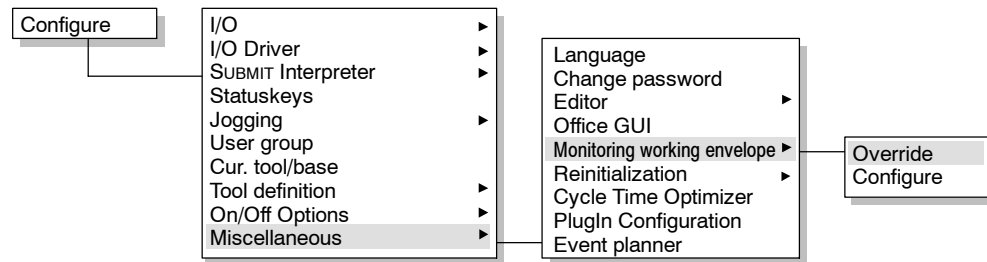 Configure
I/O
I/O Driver
SUBMIT Interpreter
Statuskeys
Jogging
User group
Cur. tool/base
Tool definition
On/Off Options
Miscellaneous
Language
Change password
Editor
Office GUI
Monitoring working envelope
Reinitialization
Cycle Time Optimizer
PlugIn Configuration
Event planner
Override
Configure